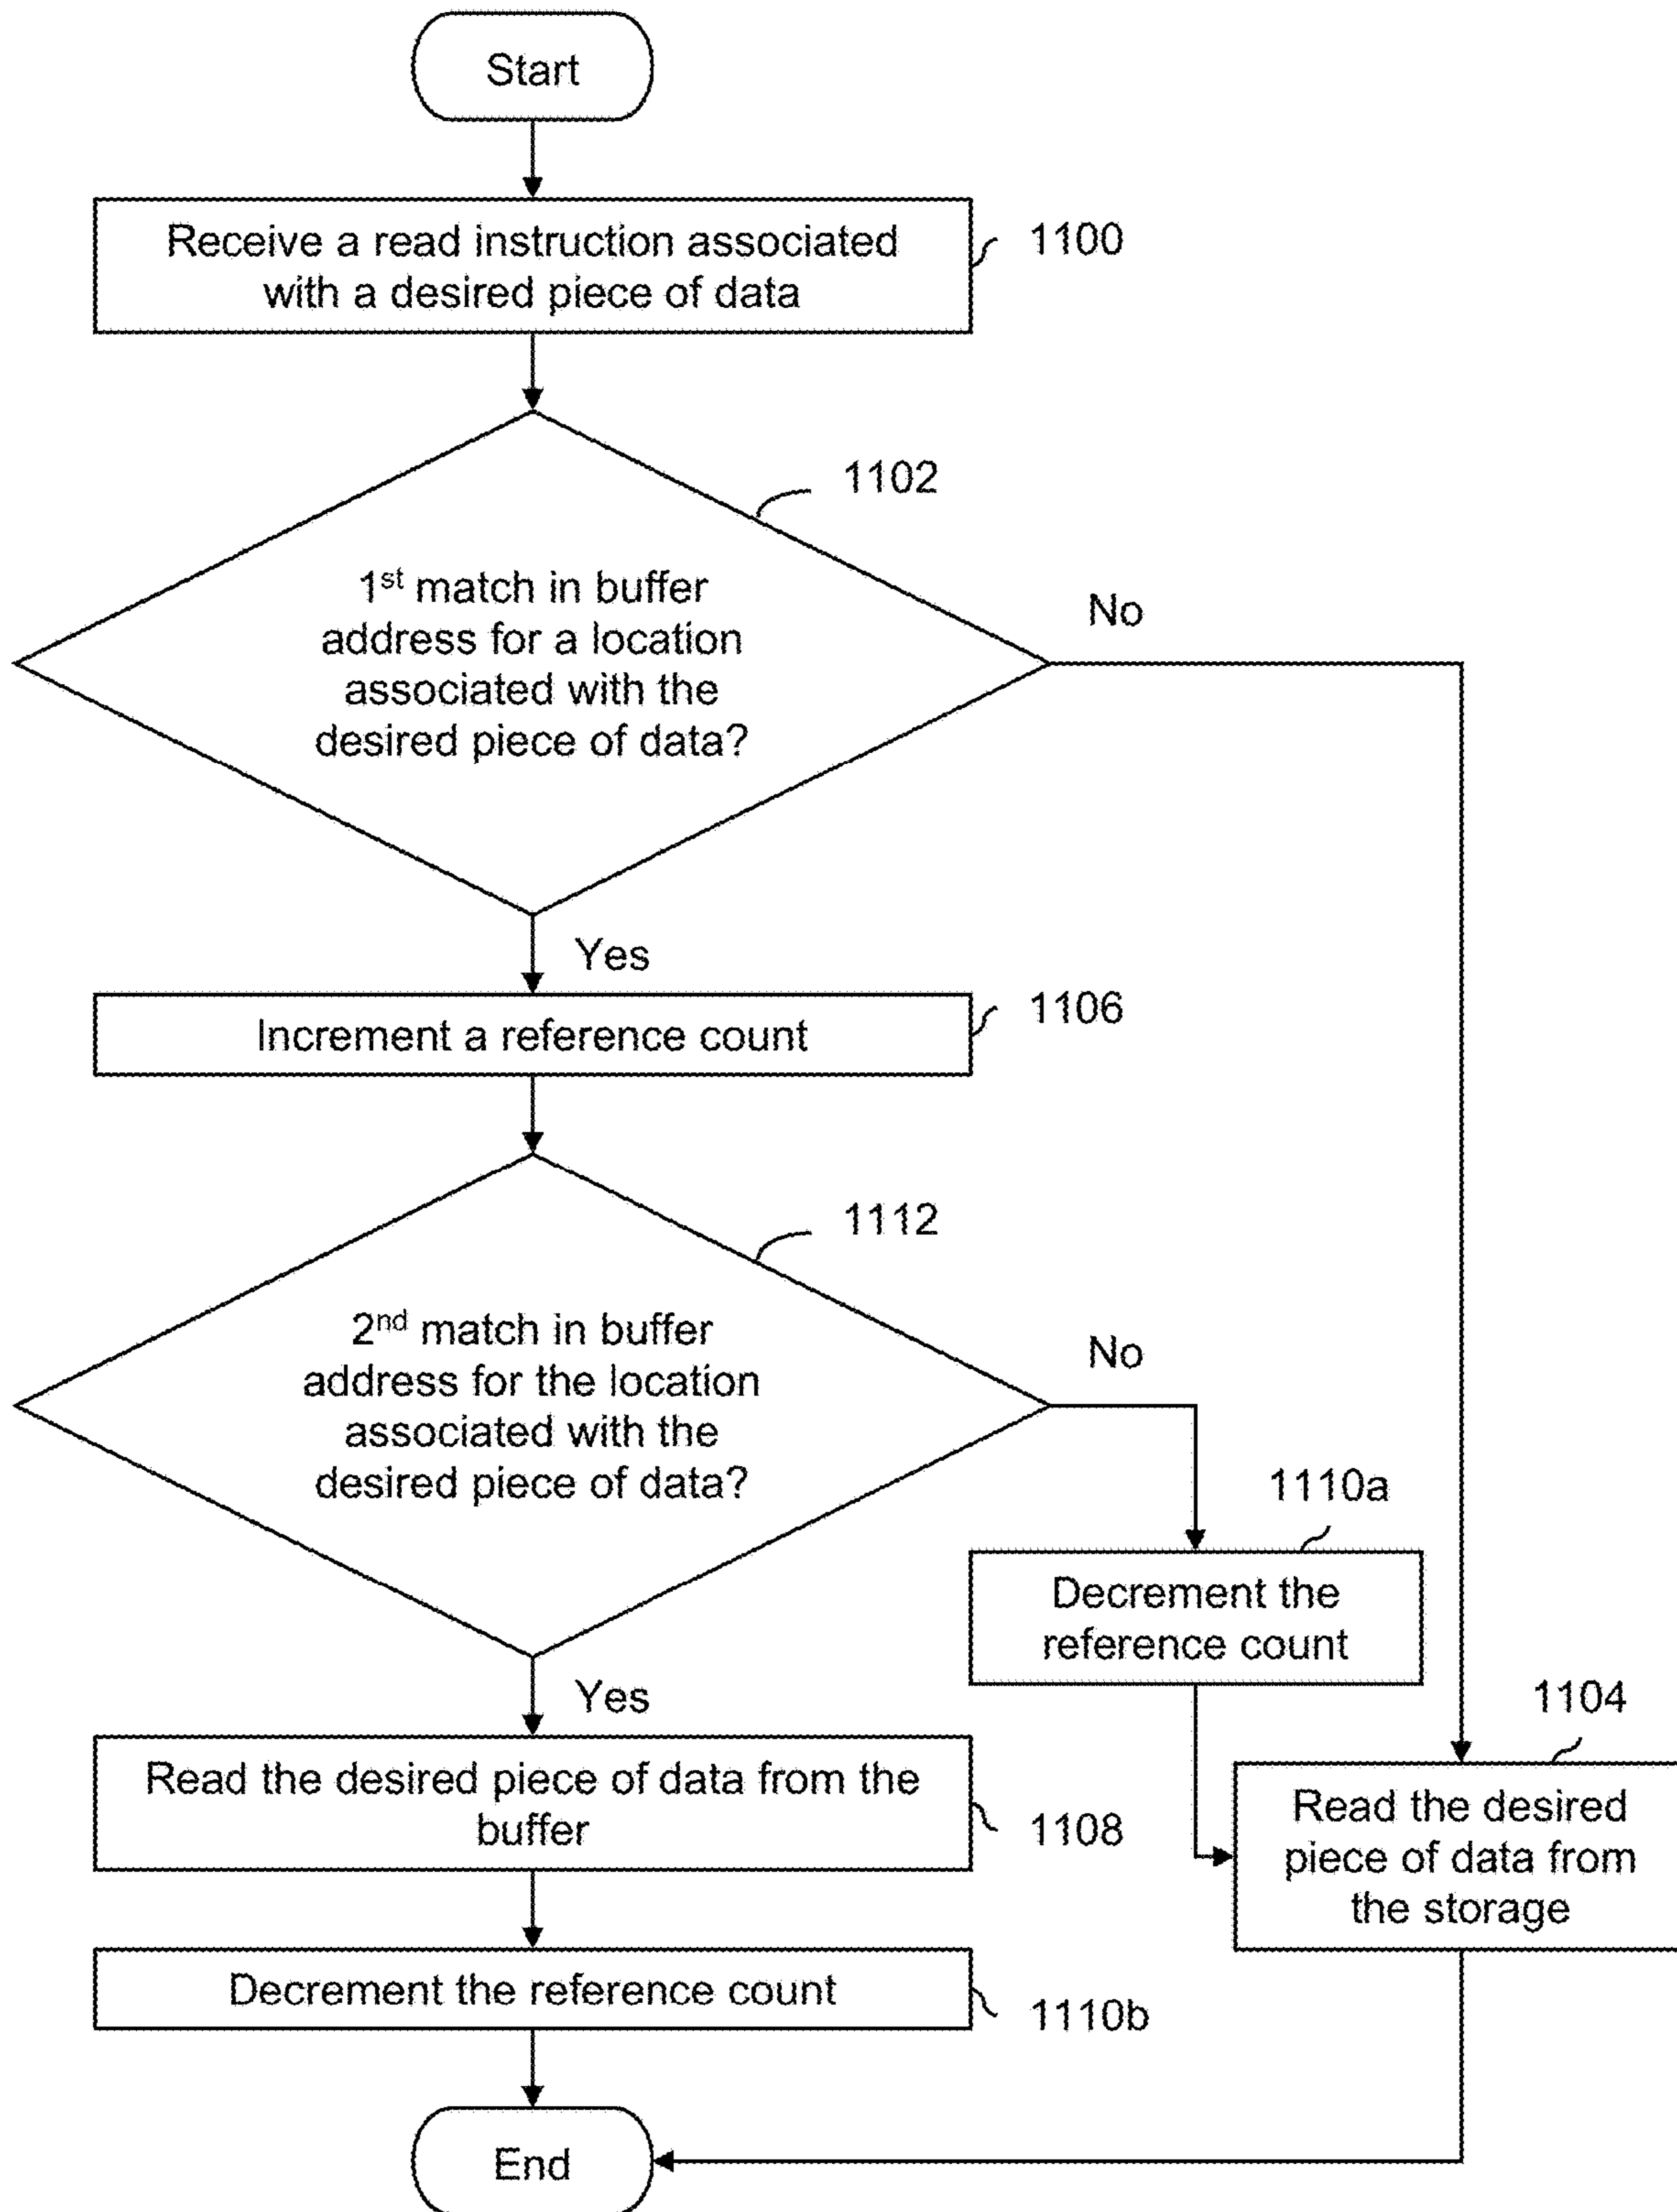 Start
Receive a read instruction associated
with a desired piece of data
1100
1102
1st match in buffer
address for a location
associated with the
desired piece of data?
No
Yes
Increment a reference count
1106
1112
2nd match in buffer
address for the location
associated with the
desired piece of data?
No
1110a
Decrement the
reference count
Yes
1104
Read the desired piece of data from the
buffer
1108
Read the desired
piece of data from
the storage
Decrement the reference count
1110b
End